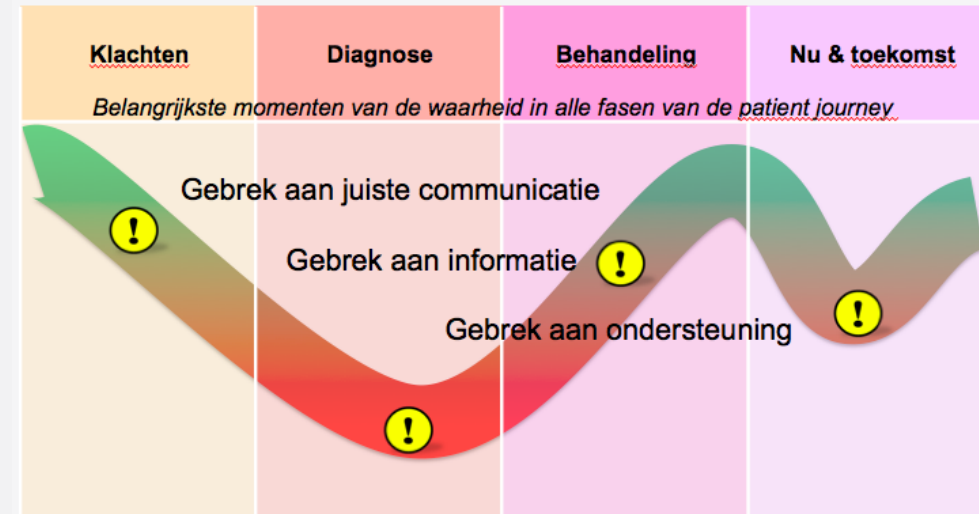 Klachten
Diagnose
Behandeling
Nu & toekomst
Belangrijkste momenten van de waarheid in alle fasen van de patient journey
Gebrek aan juiste communicatie
!
Gebrek aan informatie
!
Gebrek aan ondersteuning
!
!